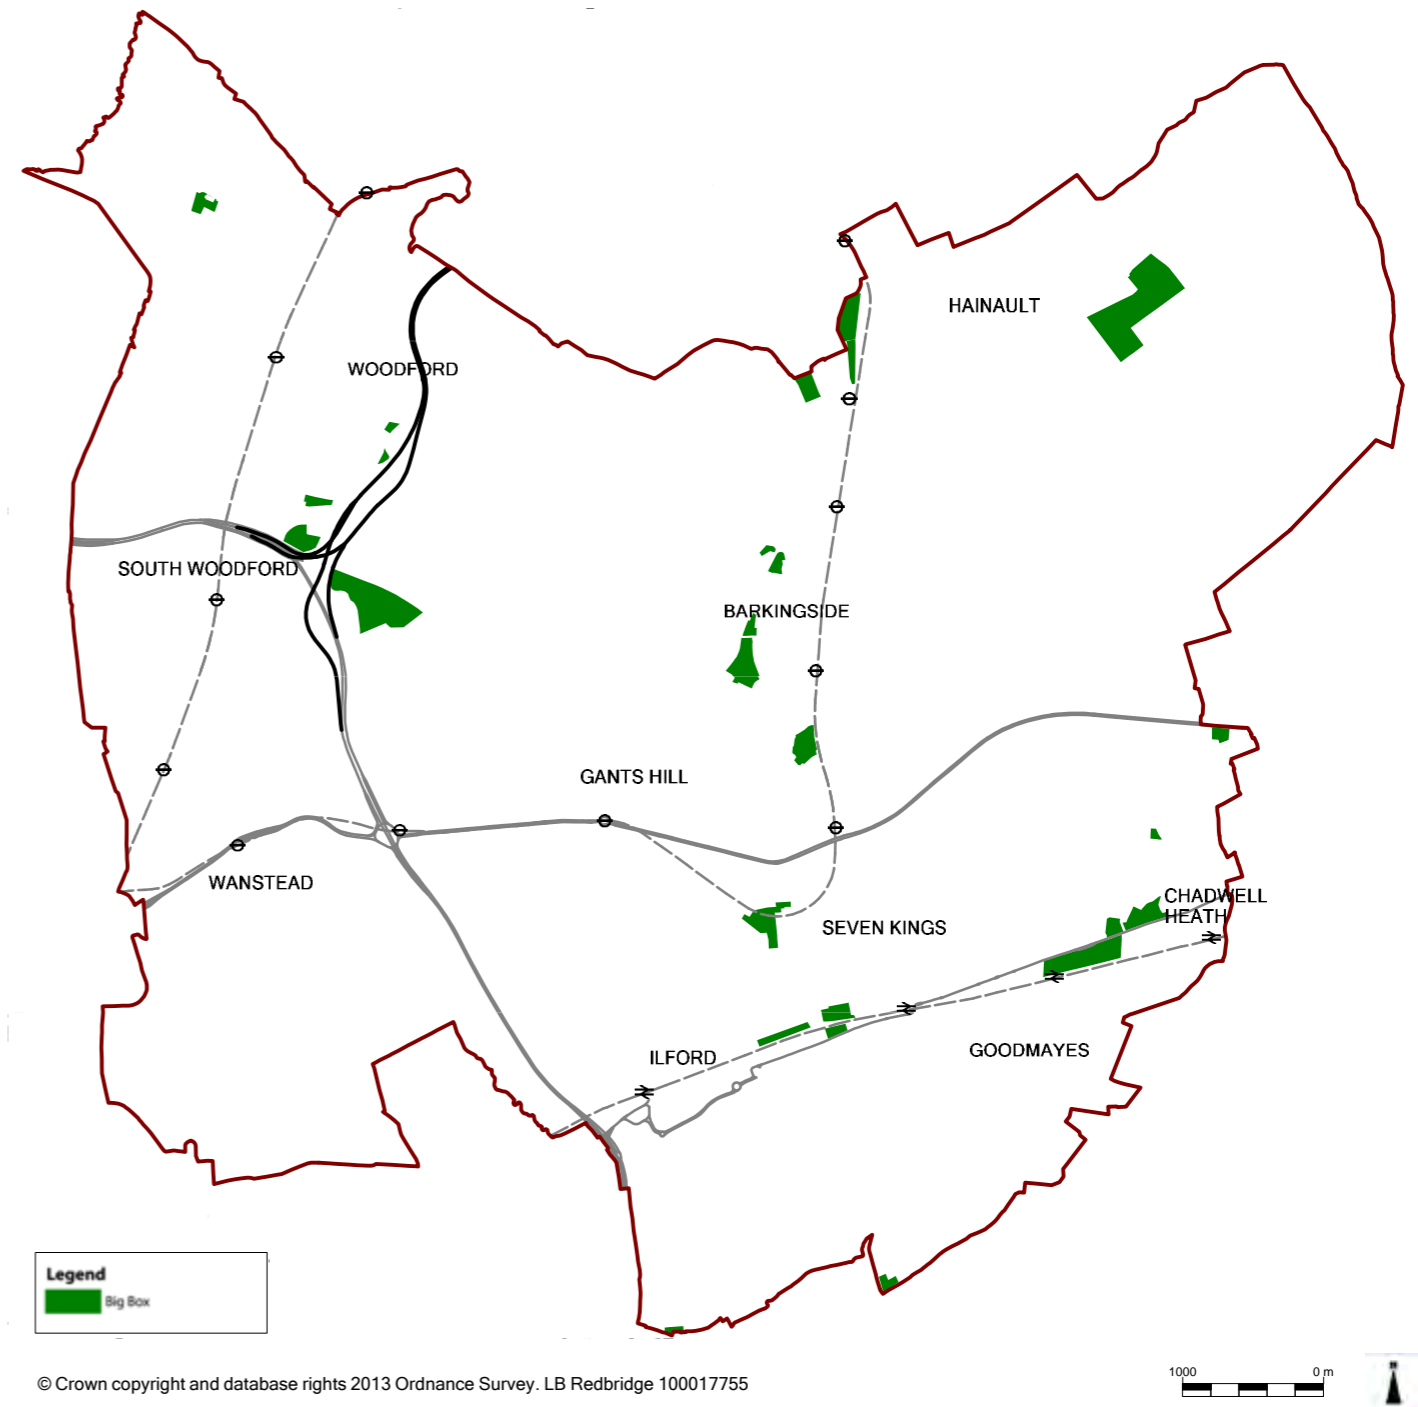 HAINAULT
WOODFORD
SOUTH WOODFORD
BARKINGSIDE
GANTS HILL
WANSTEAD
CHADWELL
HEATH
SEVEN KINGS
GOODMAYES
ILFORD
Legend
Big Box
© Crown copyright and database rights 2013 Ordnance Survey. LB Redbridge 100017755
1000 0 m
N